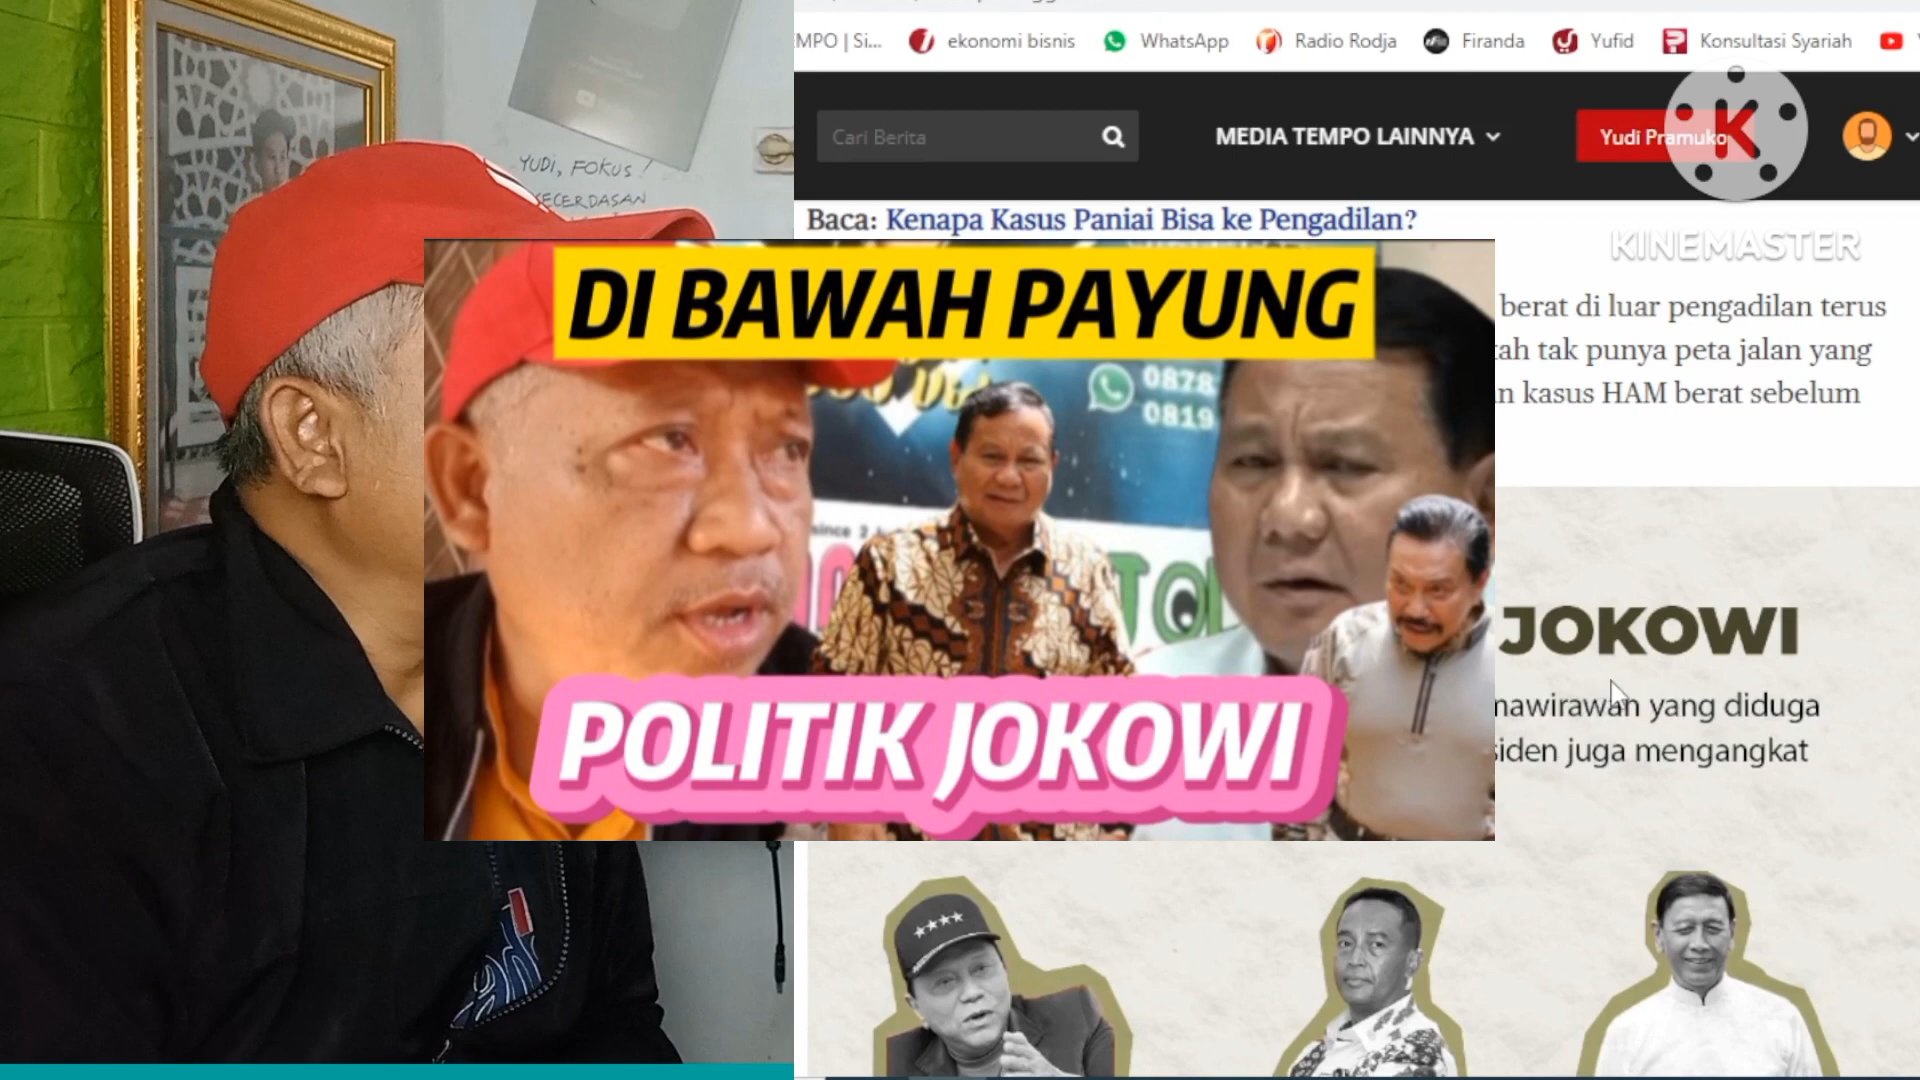 MPO | Si...
ekonomi bisnis
WhatsApp
Radio Rodja
Firanda
Yufid
Konsultasi Syariah
Cari Berita
MEDIA TEMPO LAINNYA
Yudi Pramuko
K
KINEMASTER
YUDI, FOKUS!
KECERDASAN
Baca: Kenapa Kasus Paniai Bisa ke Pengadilan?
berat di luar pengadilan terus
tah tak punya peta jalan yang
n kasus HAM berat sebelum
DI BAWAH PAYUNG
0878
0819
since 2
POLITIK JOKOWI
JOKOWI
nawirawan yang diduga
siden juga mengangkat